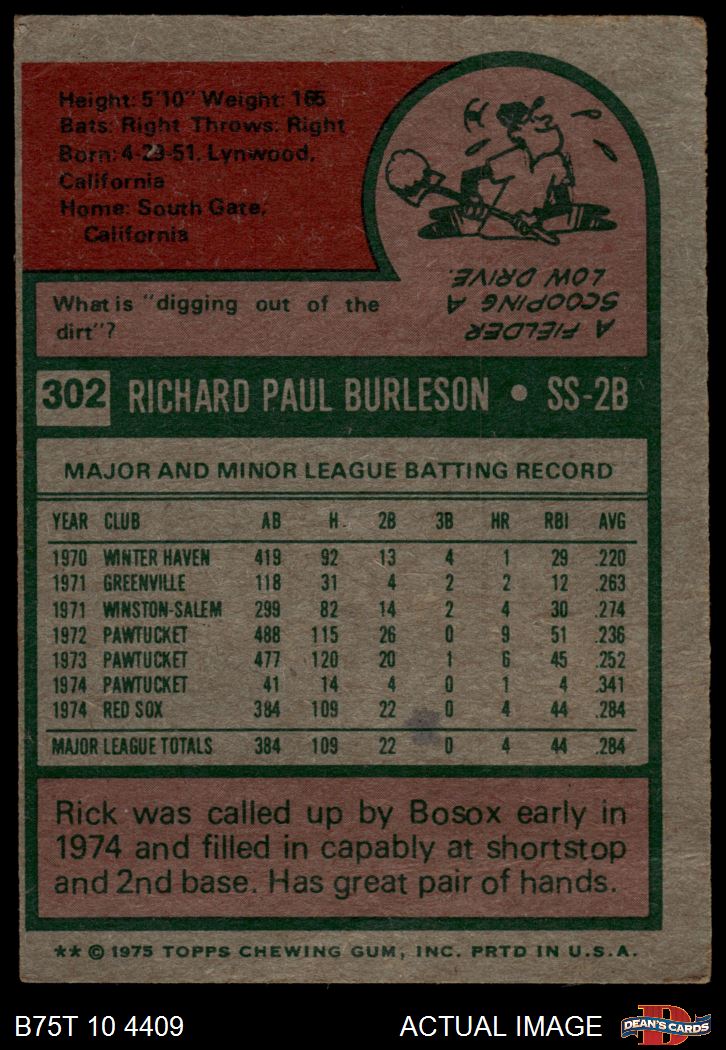 Height: 5'10" Weight: 165
Bats: Right Throws: Right
Born: 4-29-51, Lynwood,
California
Home: South Gate,
California
What is "digging out of the
dirt"?
A FIELDER
SCOOPING A
LOW DRIVE.
302 RICHARD PAUL BURLESON • SS-2B
MAJOR AND MINOR LEAGUE BATTING RECORD
YEAR CLUB AB H. 2B 3B HR RBI AVG
1970 WINTER HAVEN 419 92 13 4 1 29 .220
1971 GREENVILLE 118 31 4 2 2 12 .263
1971 WINSTON-SALEM 299 82 14 2 4 30 .274
1972 PAWTUCKET 488 115 26 0 9 51 .236
1973 PAWTUCKET 477 120 20 1 6 45 .252
1974 PAWTUCKET 41 14 4 0 1 4 .341
1974 RED SOX 384 109 22 0 4 44 .284
MAJOR LEAGUE TOTALS 384 109 22 0 4 44 .284
Rick was called up by Bosox early in
1974 and filled in capably at shortstop
and 2nd base. Has great pair of hands.
** © 1975 TOPPS CHEWING GUM, INC. PRTD IN U.S.A.
B75T 10 4409 ACTUAL IMAGE
DEAN'S CARDS